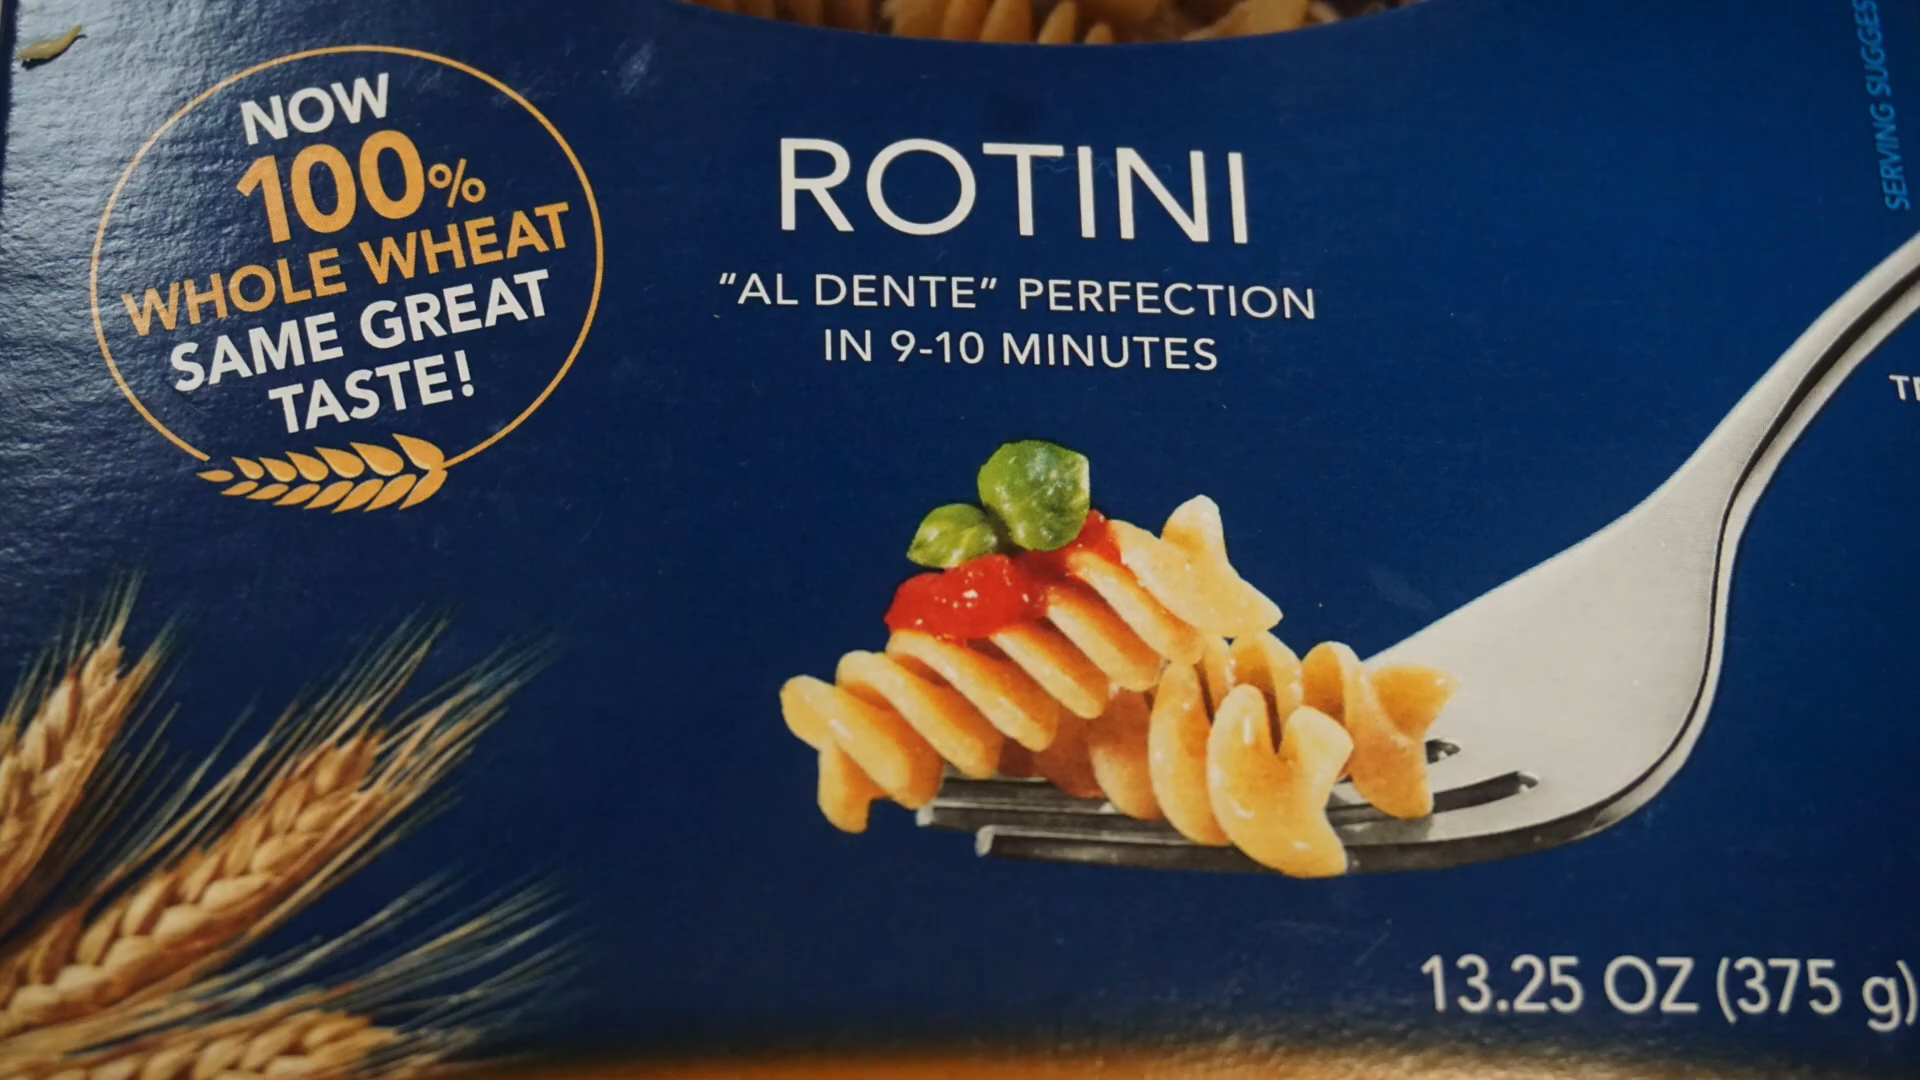 NOW
100%
WHOLE WHEAT
SAME GREAT
TASTE!
ROTINI
"AL DENTE" PERFECTION
IN 9-10 MINUTES
SERVING
13.25 OZ (375 g)